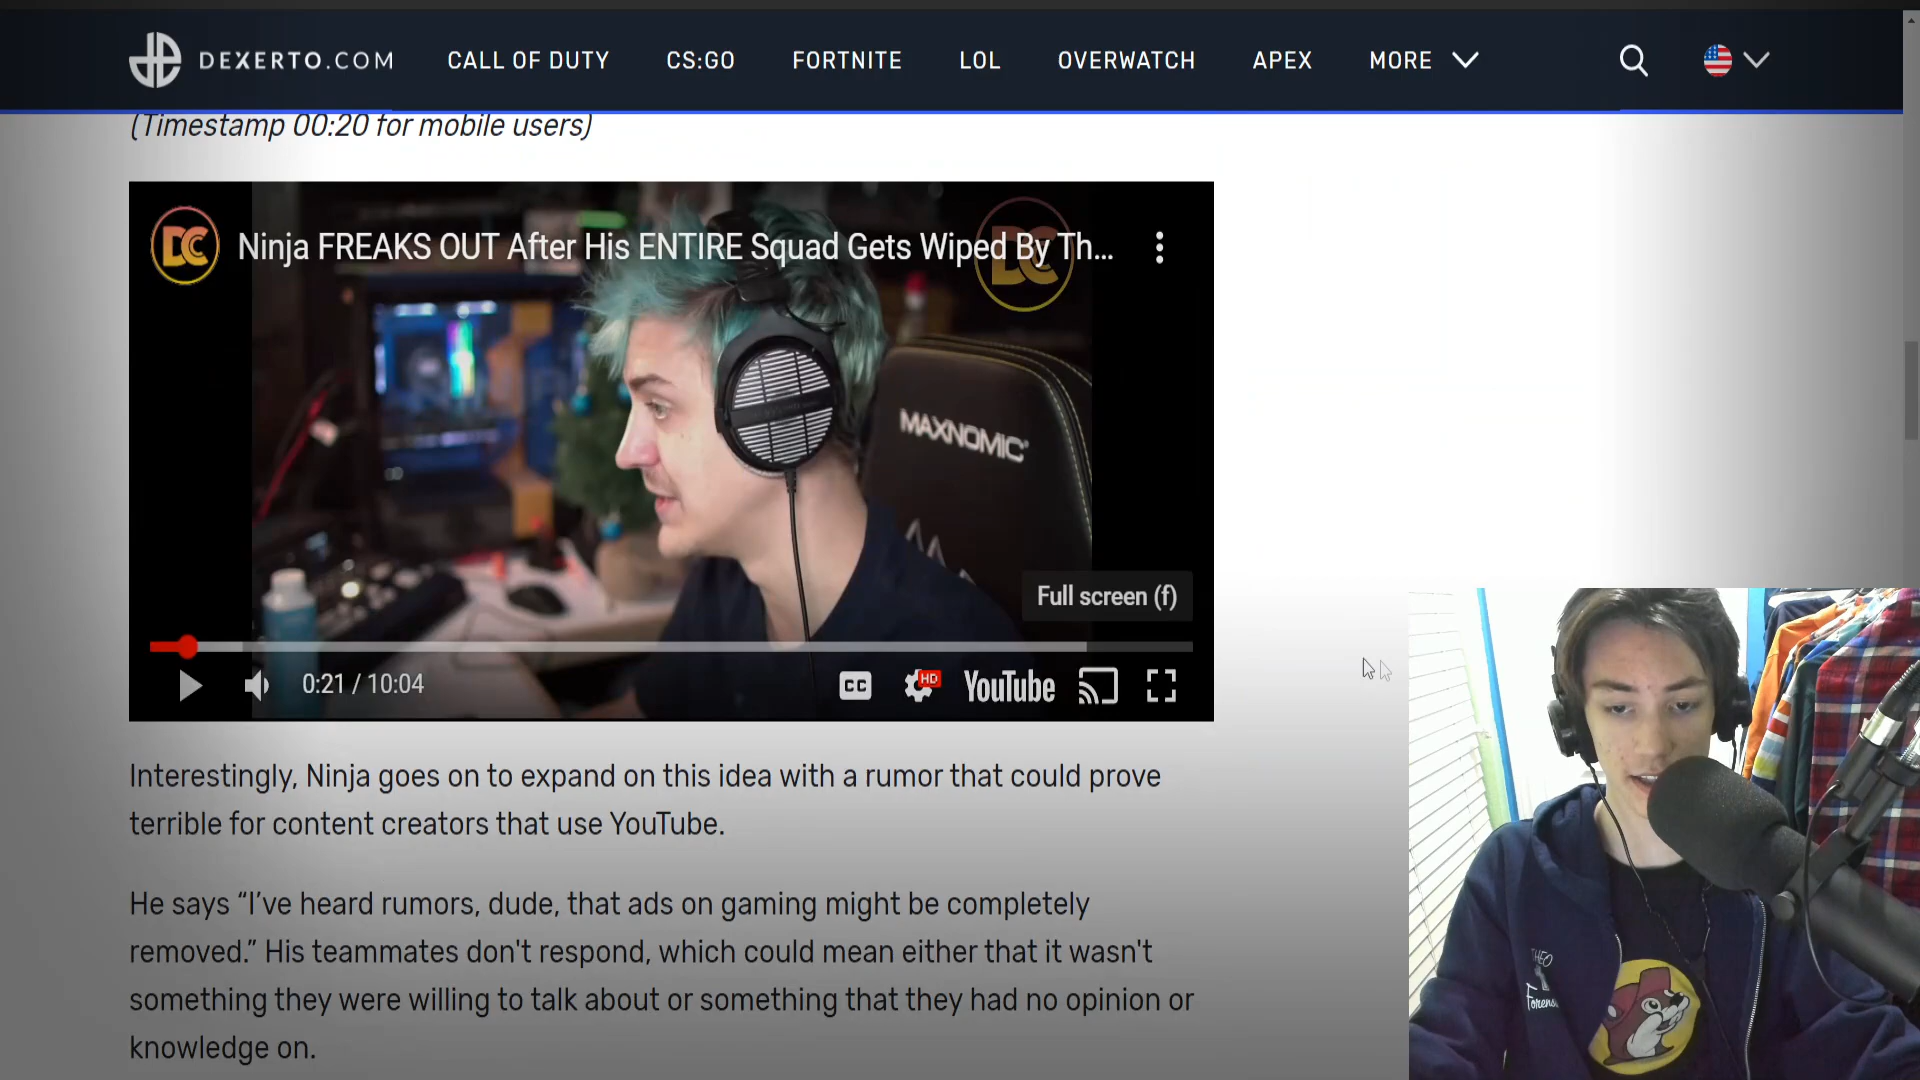 DEXERTO.COM CALL OF DUTY CS:GO FORTNITE LOL OVERWATCH APEX MORE
(Timestamp 00:20 for mobile users)
DC Ninja FREAKS OUT After His ENTIRE Squad Gets Wiped By Th...
DC
MAXNOMIC
Full screen (f)
0:21 / 10:04 CC HD YouTube
Interestingly, Ninja goes on to expand on this idea with a rumor that could prove
terrible for content creators that use YouTube.
He says “I’ve heard rumors, dude, that ads on gaming might be completely
removed.” His teammates don't respond, which could mean either that it wasn't
something they were willing to talk about or something that they had no opinion or
knowledge on.
THEO